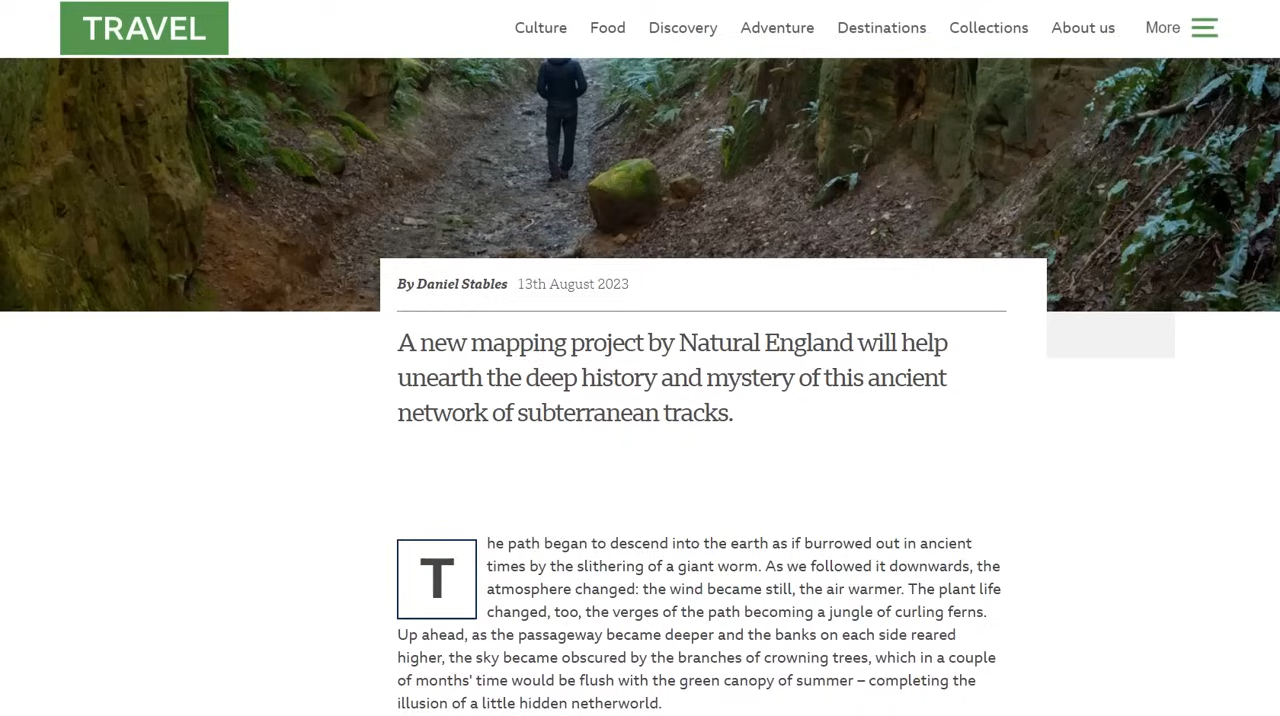 TRAVEL
Culture Food Discovery Adventure Destinations Collections About us More
By Daniel Stables 13th August 2023
A new mapping project by Natural England will help
unearth the deep history and mystery of this ancient
network of subterranean tracks.
The path began to descend into the earth as if burrowed out in ancient
times by the slithering of a giant worm. As we followed it downwards, the
atmosphere changed: the wind became still, the air warmer. The plant life
changed, too, the verges of the path becoming a jungle of curling ferns.
Up ahead, as the passageway became deeper and the banks on each side reared
higher, the sky became obscured by the branches of crowning trees, which in a couple
of months' time would be flush with the green canopy of summer – completing the
illusion of a little hidden netherworld.